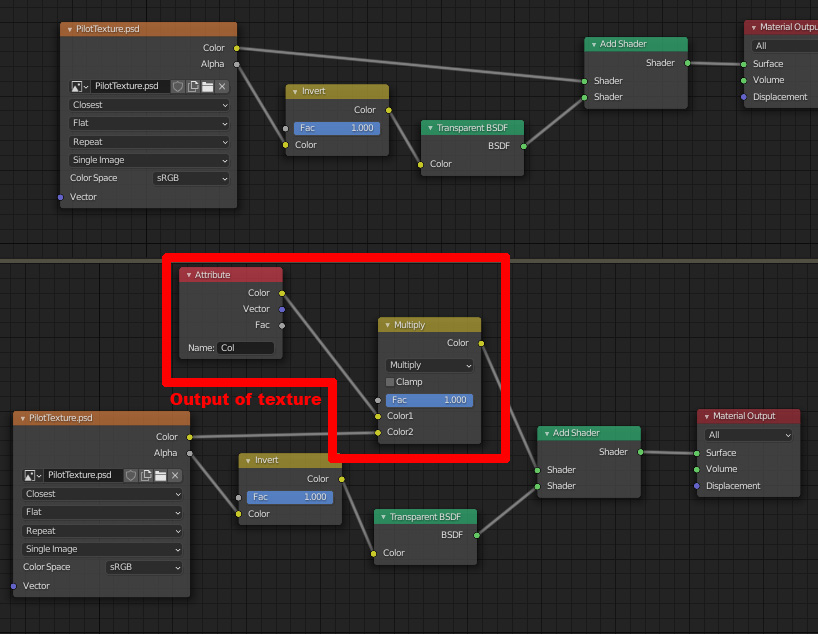 PilotTexture.psd
Color
Alpha
PilotTexture.psd
Closest
Flat
Repeat
Single Image
Color Space sRGB
Vector
Invert
Color
Fac 1.000
Color
Transparent BSDF
BSDF
Color
Add Shader
Shader
Shader
Shader
Material Outpu
All
Surface
Volume
Displacement
Attribute
Color
Vector
Fac
Name: Col
Multiply
Color
Multiply
Clamp
Fac 1.000
Color1
Color2
Output of texture
PilotTexture.psd
Color
Alpha
PilotTexture.psd
Closest
Flat
Repeat
Single Image
Color Space sRGB
Vector
Invert
Color
Fac 1.000
Color
Transparent BSDF
BSDF
Color
Add Shader
Shader
Shader
Shader
Material Output
All
Surface
Volume
Displacement